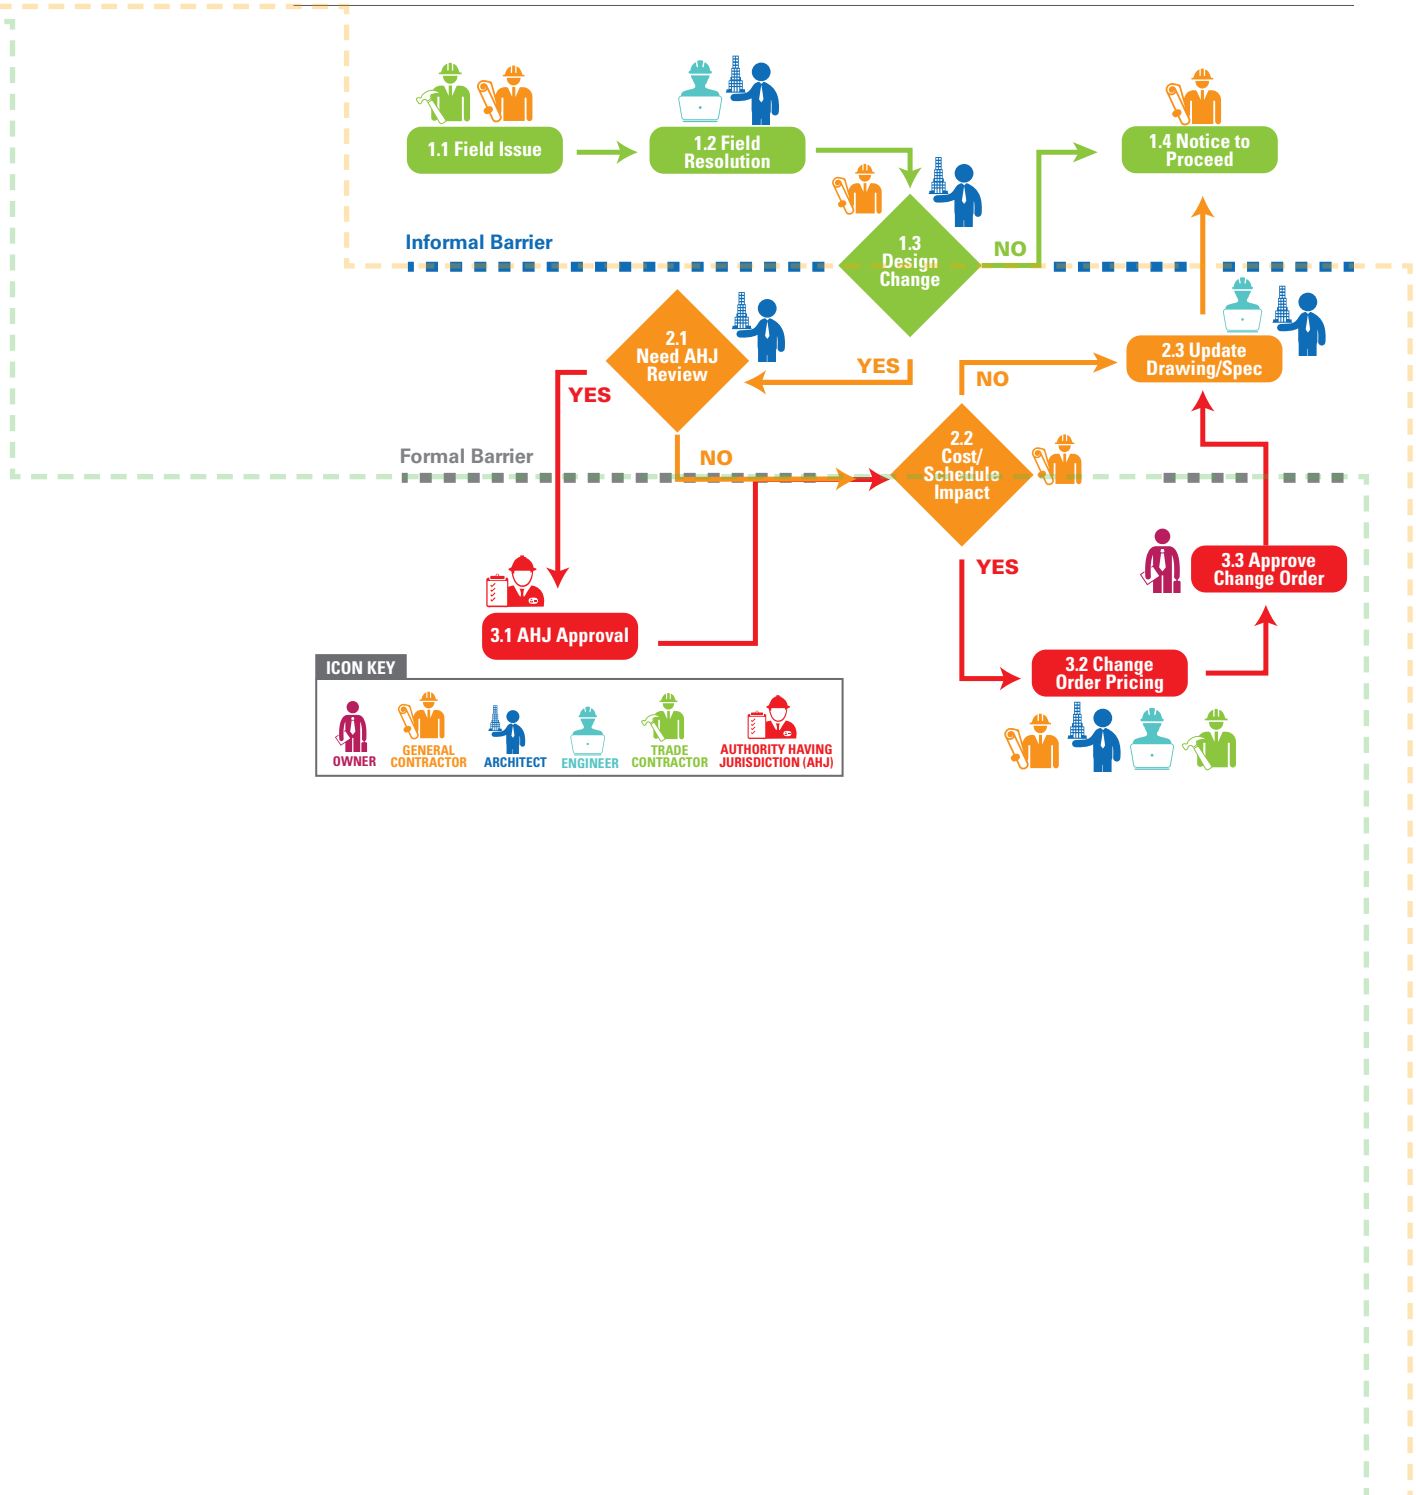 1.1 Field Issue
1.2 Field
Resolution
1.4 Notice to
Proceed
Informal Barrier
1.3
Design
Change
NO
2.1
Need AHJ
Review
YES
YES
NO
2.3 Update
Drawing/Spec
Formal Barrier
NO
2.2
Cost/
Schedule
Impact
YES
3.3 Approve
Change Order
3.1 AHJ Approval
3.2 Change
Order Pricing
ICON KEY
OWNER
GENERAL
CONTRACTOR
ARCHITECT
ENGINEER
TRADE
CONTRACTOR
AUTHORITY HAVING
JURISDICTION (AHJ)